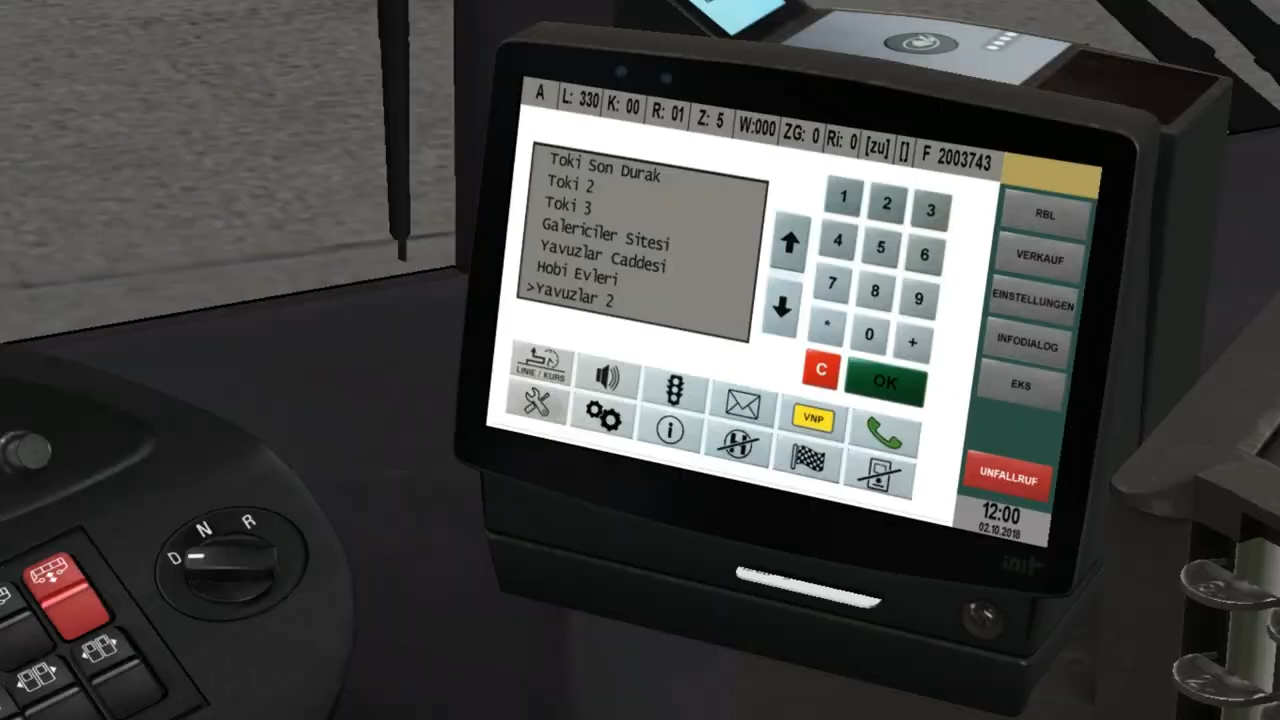 A L: 330 K: 00 R: 01 Z: 5 W:000 ZG: 0 Ri: 0 [zu] [] F 2003743
Toki Son Durak
Toki 2
Toki 3
Galericiler Sitesi
Yavuzlar Caddesi
Hobi Evleri
>Yavuzlar 2
1 2 3
4 5 6
7 8 9
* 0 +
C OK
RBL
VERKAUF
EINSTELLUNGEN
INFODIALOG
EKS
UNFALLRUF
12:00
02.10.2018
LINIE / KURS
VNP
init
D N R